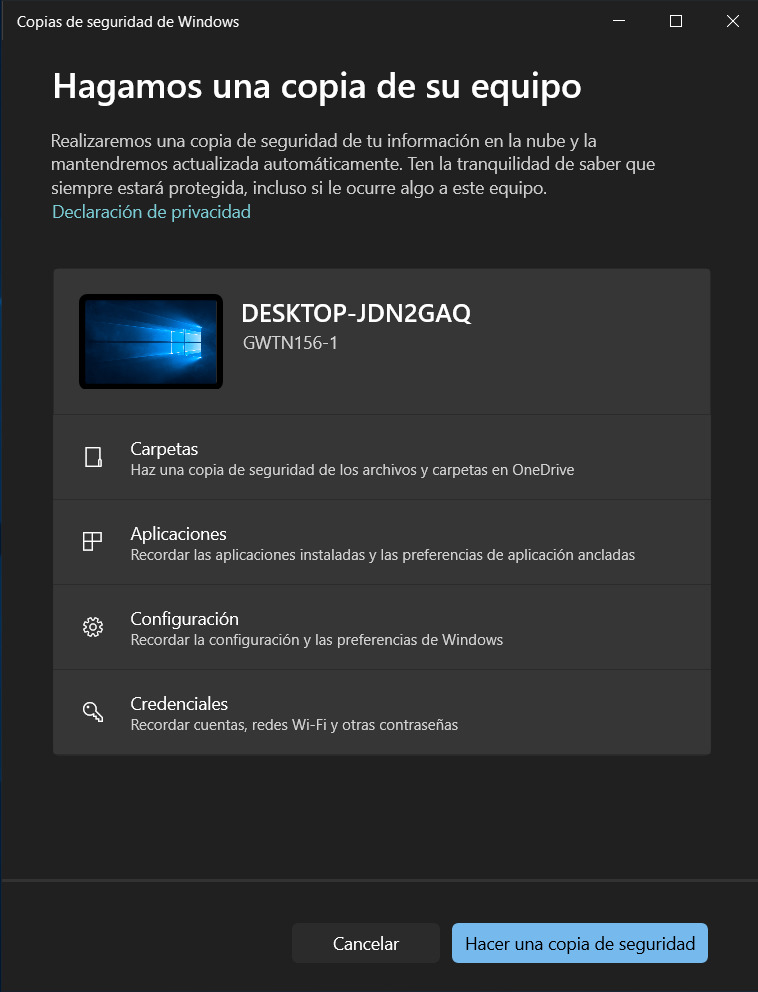 Copias de seguridad de Windows
Hagamos una copia de su equipo
Realizaremos una copia de seguridad de tu información en la nube y la
mantendremos actualizada automáticamente. Ten la tranquilidad de saber que
siempre estará protegida, incluso si le ocurre algo a este equipo.
Declaración de privacidad
DESKTOP-JDN2GAQ
GWTN156-1
Carpetas
Haz una copia de seguridad de los archivos y carpetas en OneDrive
Aplicaciones
Recordar las aplicaciones instaladas y las preferencias de aplicación ancladas
Configuración
Recordar la configuración y las preferencias de Windows
Credenciales
Recordar cuentas, redes Wi-Fi y otras contraseñas
Cancelar
Hacer una copia de seguridad